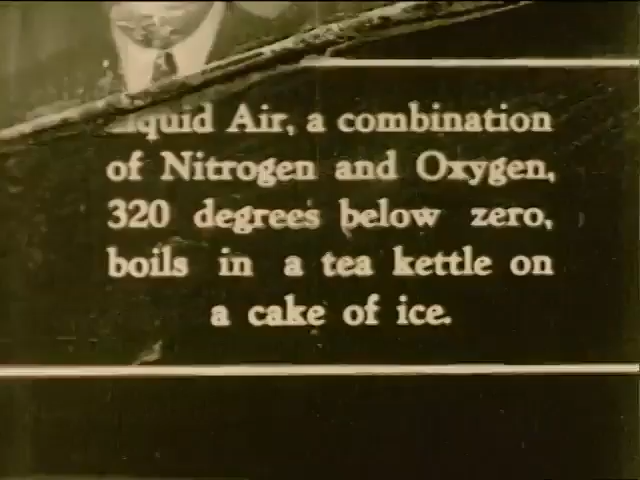 Liquid Air, a combination
of Nitrogen and Oxygen,
320 degrees below zero,
boils in a tea kettle on
a cake of ice.